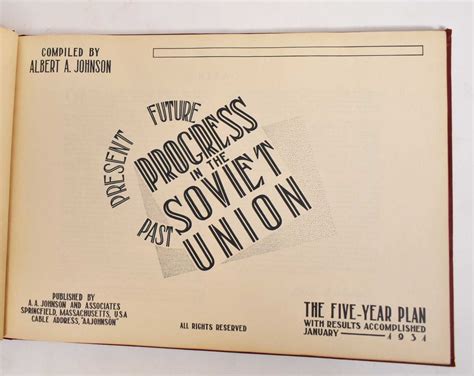 COMPILED BY
ALBERT A. JOHNSON
PAST
PRESENT
FUTURE
PROGRESS
IN THE
SOVIET
UNION
PUBLISHED BY
A. A. JOHNSON AND ASSOCIATES
SPRINGFIELD, MASSACHUSETTS, U.S.A
CABLE ADDRESS, "AAJOHNSON"
ALL RIGHTS RESERVED
THE FIVE-YEAR PLAN
WITH RESULTS ACCOMPLISHED
JANUARY 1931